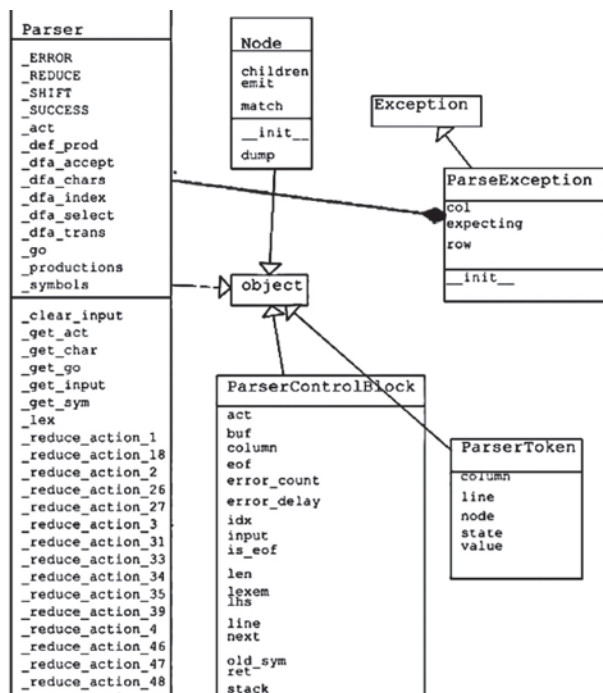 Parser
_ERROR
_REDUCE
_SHIFT
_SUCCESS
_act
_def_prod
_dfa_accept
_dfa_chars
_dfa_index
_dfa_select
_dfa_trans
_go
_productions
_symbols
_clear_input
_get_act
_get_char
_get_go
_get_input
_get_sym
_lex
_reduce_action_1
_reduce_action_18
_reduce_action_2
_reduce_action_26
_reduce_action_27
_reduce_action_3
_reduce_action_31
_reduce_action_33
_reduce_action_34
_reduce_action_35
_reduce_action_39
_reduce_action_4
_reduce_action_46
_reduce_action_47
_reduce_action_48
Node
children
emit
match
__init__
dump
Exception
ParseException
col
expecting
row
__init__
object
ParserControlBlock
act
buf
column
eof
error_count
error_delay
idx
input
is_eof
len
lexem
lhs
line
next
old_sym
ret
stack
ParserToken
column
line
node
state
value